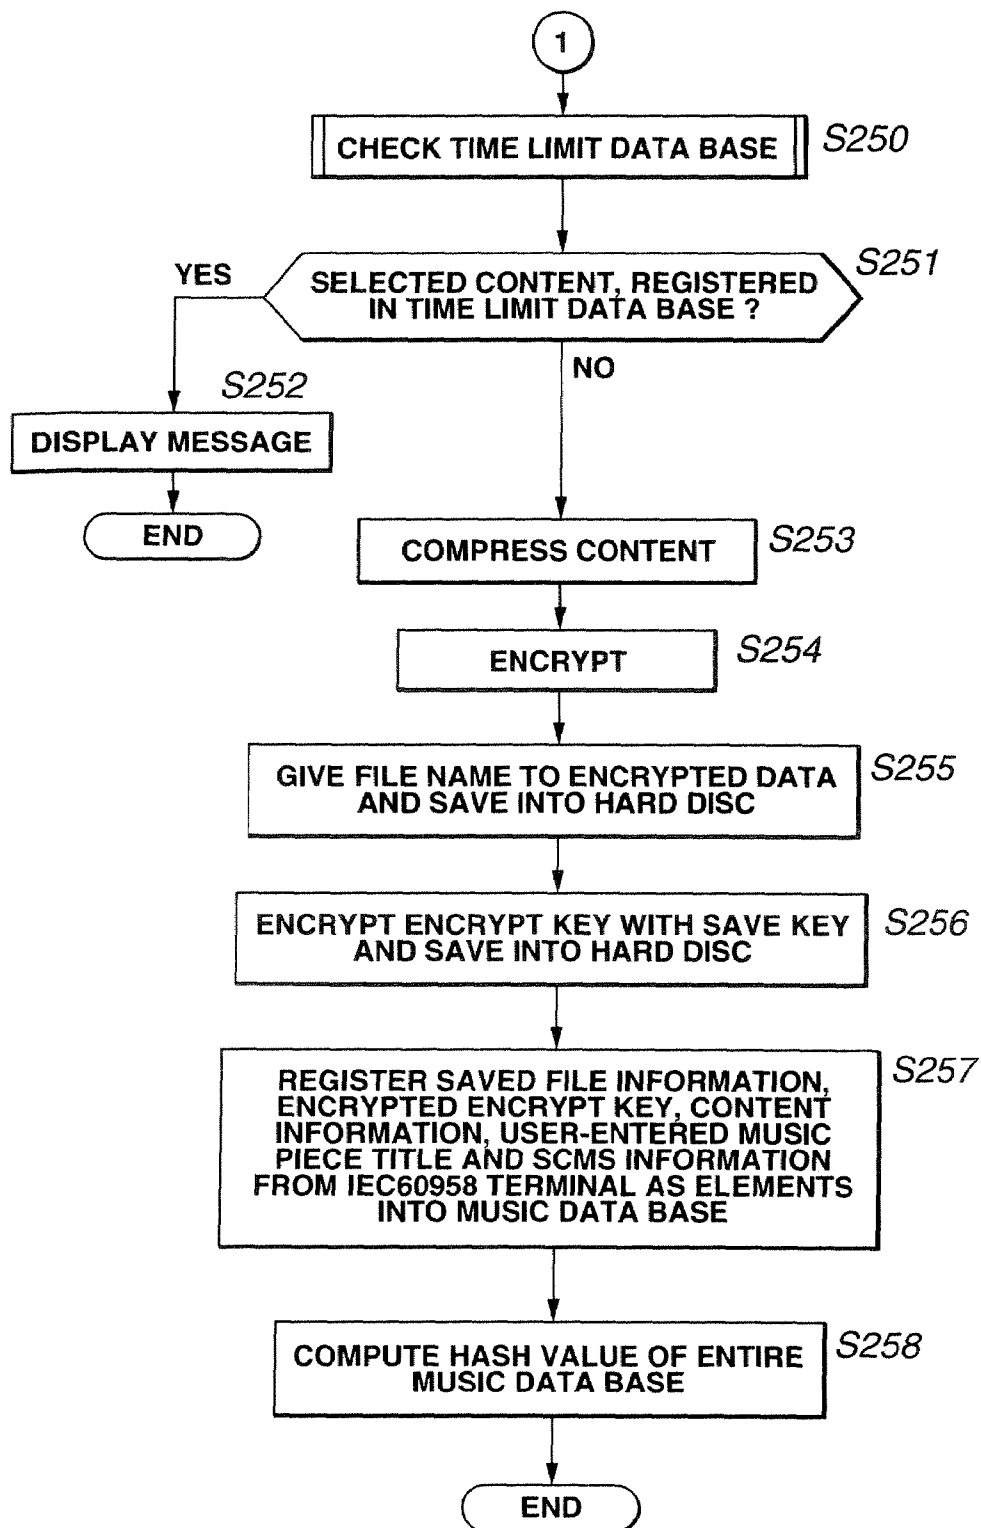 1
CHECK TIME LIMIT DATA BASE
S250
SELECTED CONTENT, REGISTERED
IN TIME LIMIT DATA BASE ?
S251
YES
NO
S252
DISPLAY MESSAGE
END
COMPRESS CONTENT
S253
ENCRYPT
S254
GIVE FILE NAME TO ENCRYPTED DATA
AND SAVE INTO HARD DISC
S255
ENCRYPT ENCRYPT KEY WITH SAVE KEY
AND SAVE INTO HARD DISC
S256
REGISTER SAVED FILE INFORMATION,
ENCRYPTED ENCRYPT KEY, CONTENT
INFORMATION, USER-ENTERED MUSIC
PIECE TITLE AND SCMS INFORMATION
FROM IEC60958 TERMINAL AS ELEMENTS
INTO MUSIC DATA BASE
S257
COMPUTE HASH VALUE OF ENTIRE
MUSIC DATA BASE
S258
END